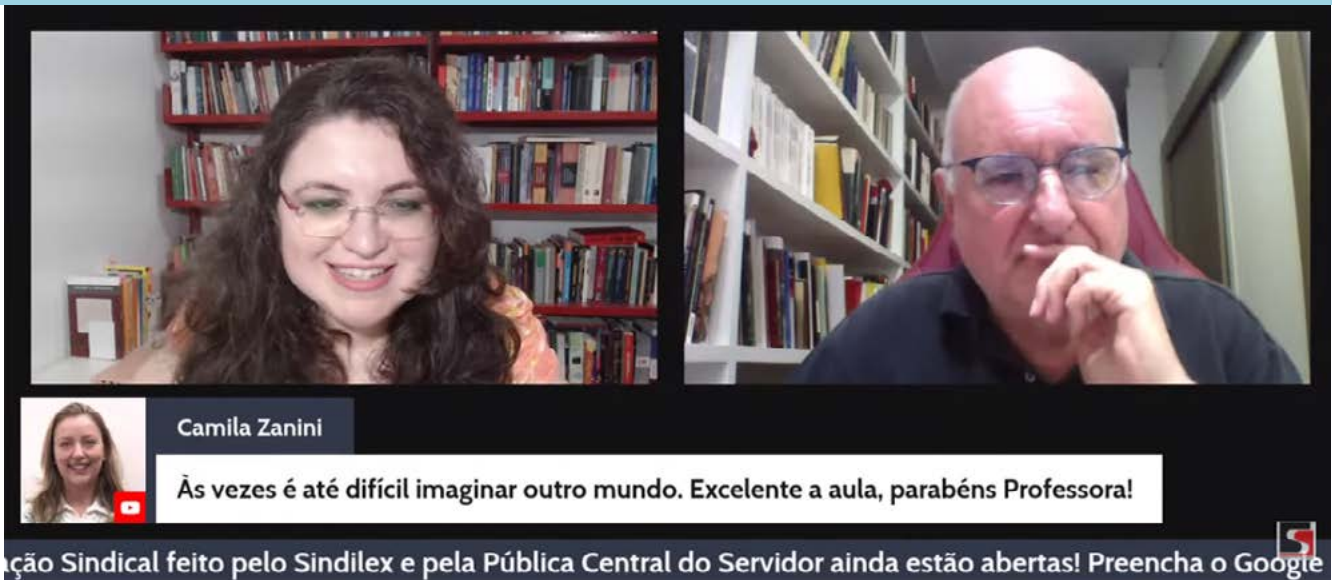 Camila Zanini
Às vezes é até difícil imaginar outro mundo. Excelente a aula, parabéns Professora!
ação Sindical feito pelo Sindilex e pela Pública Central do Servidor ainda estão abertas! Preencha o Google